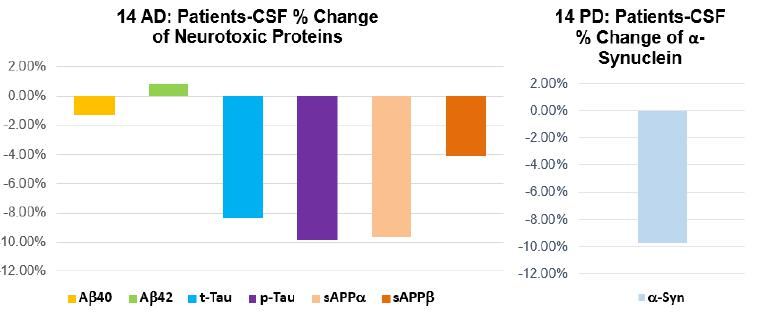 14 AD: Patients-CSF % Change
of Neurotoxic Proteins
2.00%
0.00%
-2.00%
-4.00%
-6.00%
-8.00%
-10.00%
-12.00%
Aβ40 Aβ42 t-Tau p-Tau sAPPα sAPPβ
14 PD: Patients-CSF
% Change of α-
Synuclein
2.00%
0.00%
-2.00%
-4.00%
-6.00%
-8.00%
-10.00%
-12.00%
α-Syn